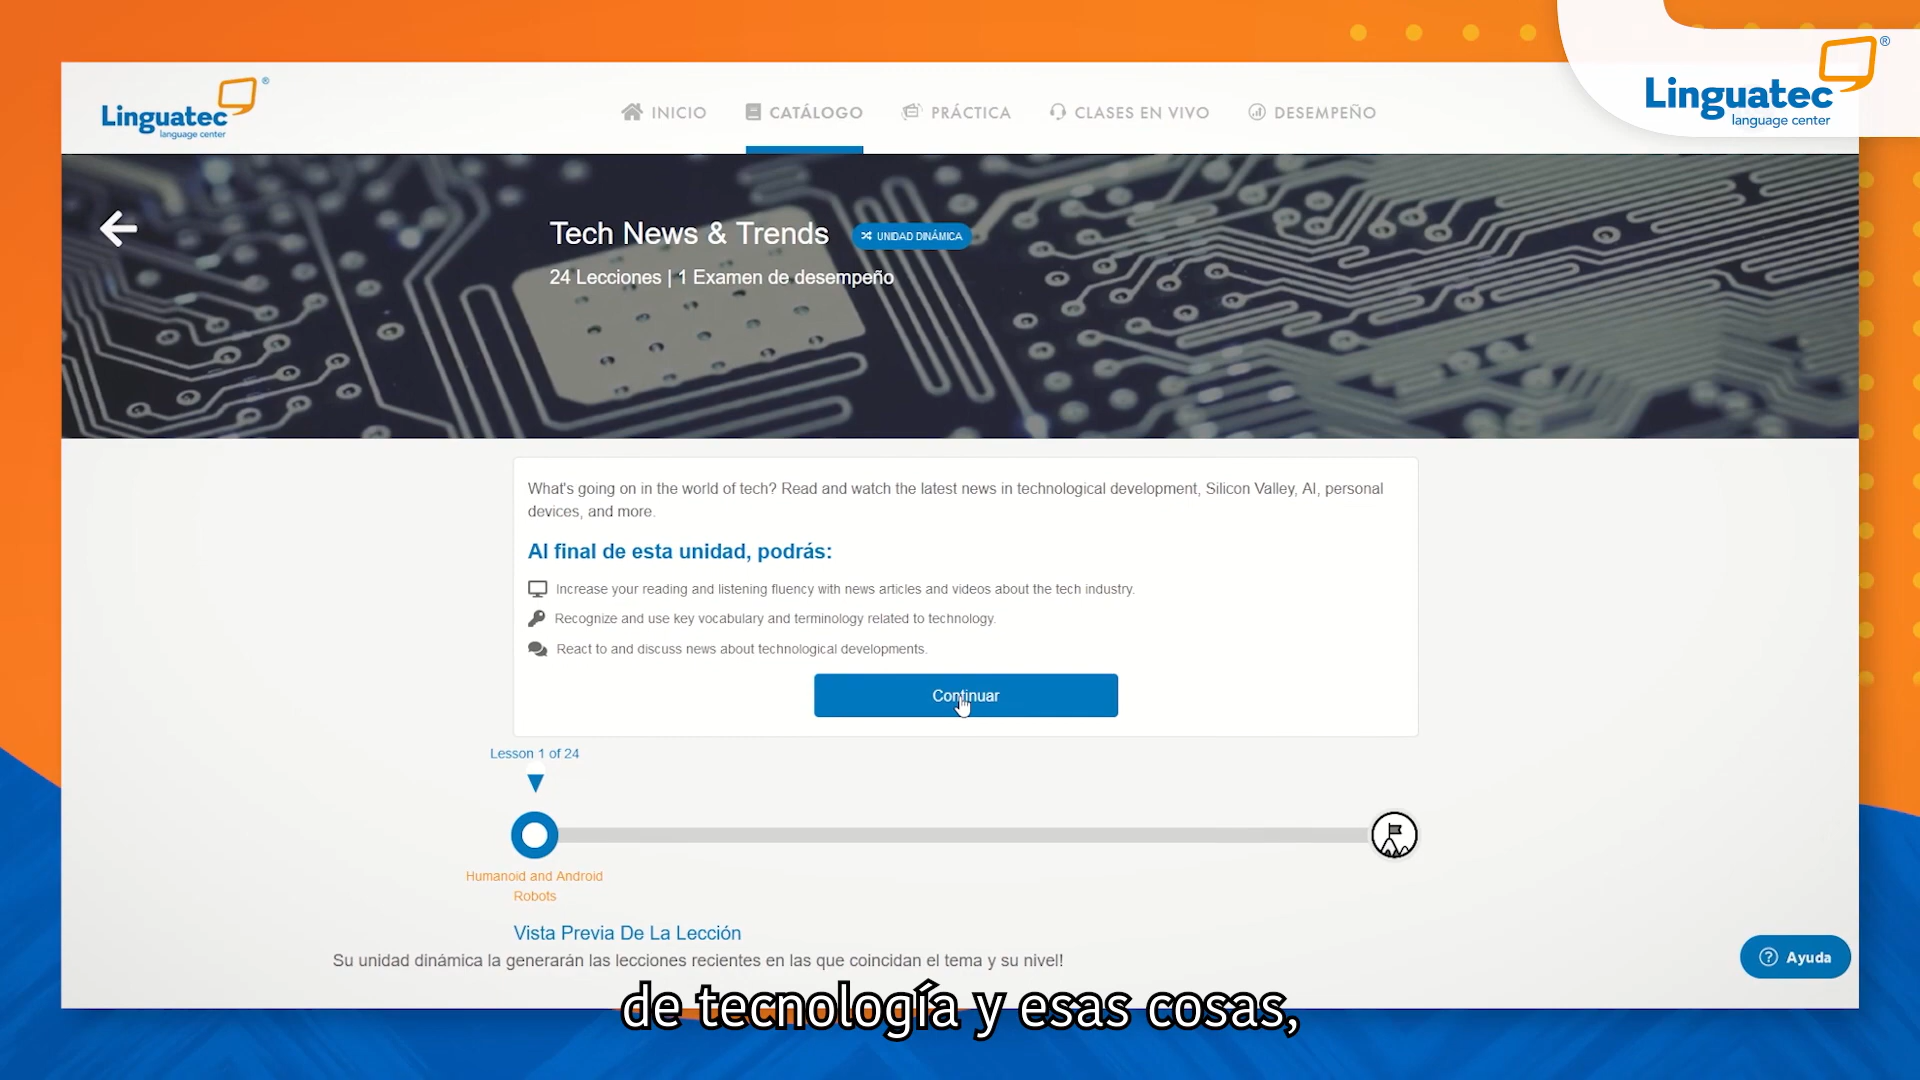 Linguatec®
language center
INICIO
CATÁLOGO
PRÁCTICA
CLASES EN VIVO
DESEMPEÑO
Linguatec®
language center
Tech News & Trends
UNIDAD DINÁMICA
24 Lecciones | 1 Examen de desempeño
What's going on in the world of tech? Read and watch the latest news in technological development, Silicon Valley, AI, personal
devices, and more.
Al final de esta unidad, podrás:
Increase your reading and listening fluency with news articles and videos about the tech industry.
Recognize and use key vocabulary and terminology related to technology.
React to and discuss news about technological developments.
Continuar
Lesson 1 of 24
Humanoid and Android
Robots
Vista Previa De La Lección
Su unidad dinámica la generarán las lecciones recientes en las que coincidan el tema y su nivel!
? Ayuda
de tecnología y esas cosas,